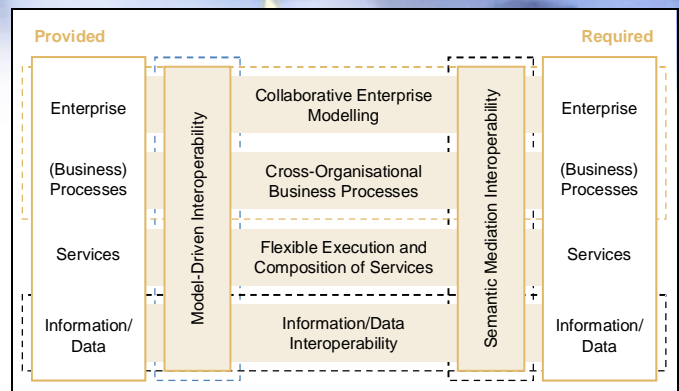 Provided
Required
Enterprise
(Business)
Processes
Services
Information/
Data
Model-Driven Interoperability
Collaborative Enterprise
Modelling
Cross-Organisational
Business Processes
Flexible Execution and
Composition of Services
Information/Data
Interoperability
Semantic Mediation Interoperability
Enterprise
(Business)
Processes
Services
Information/
Data